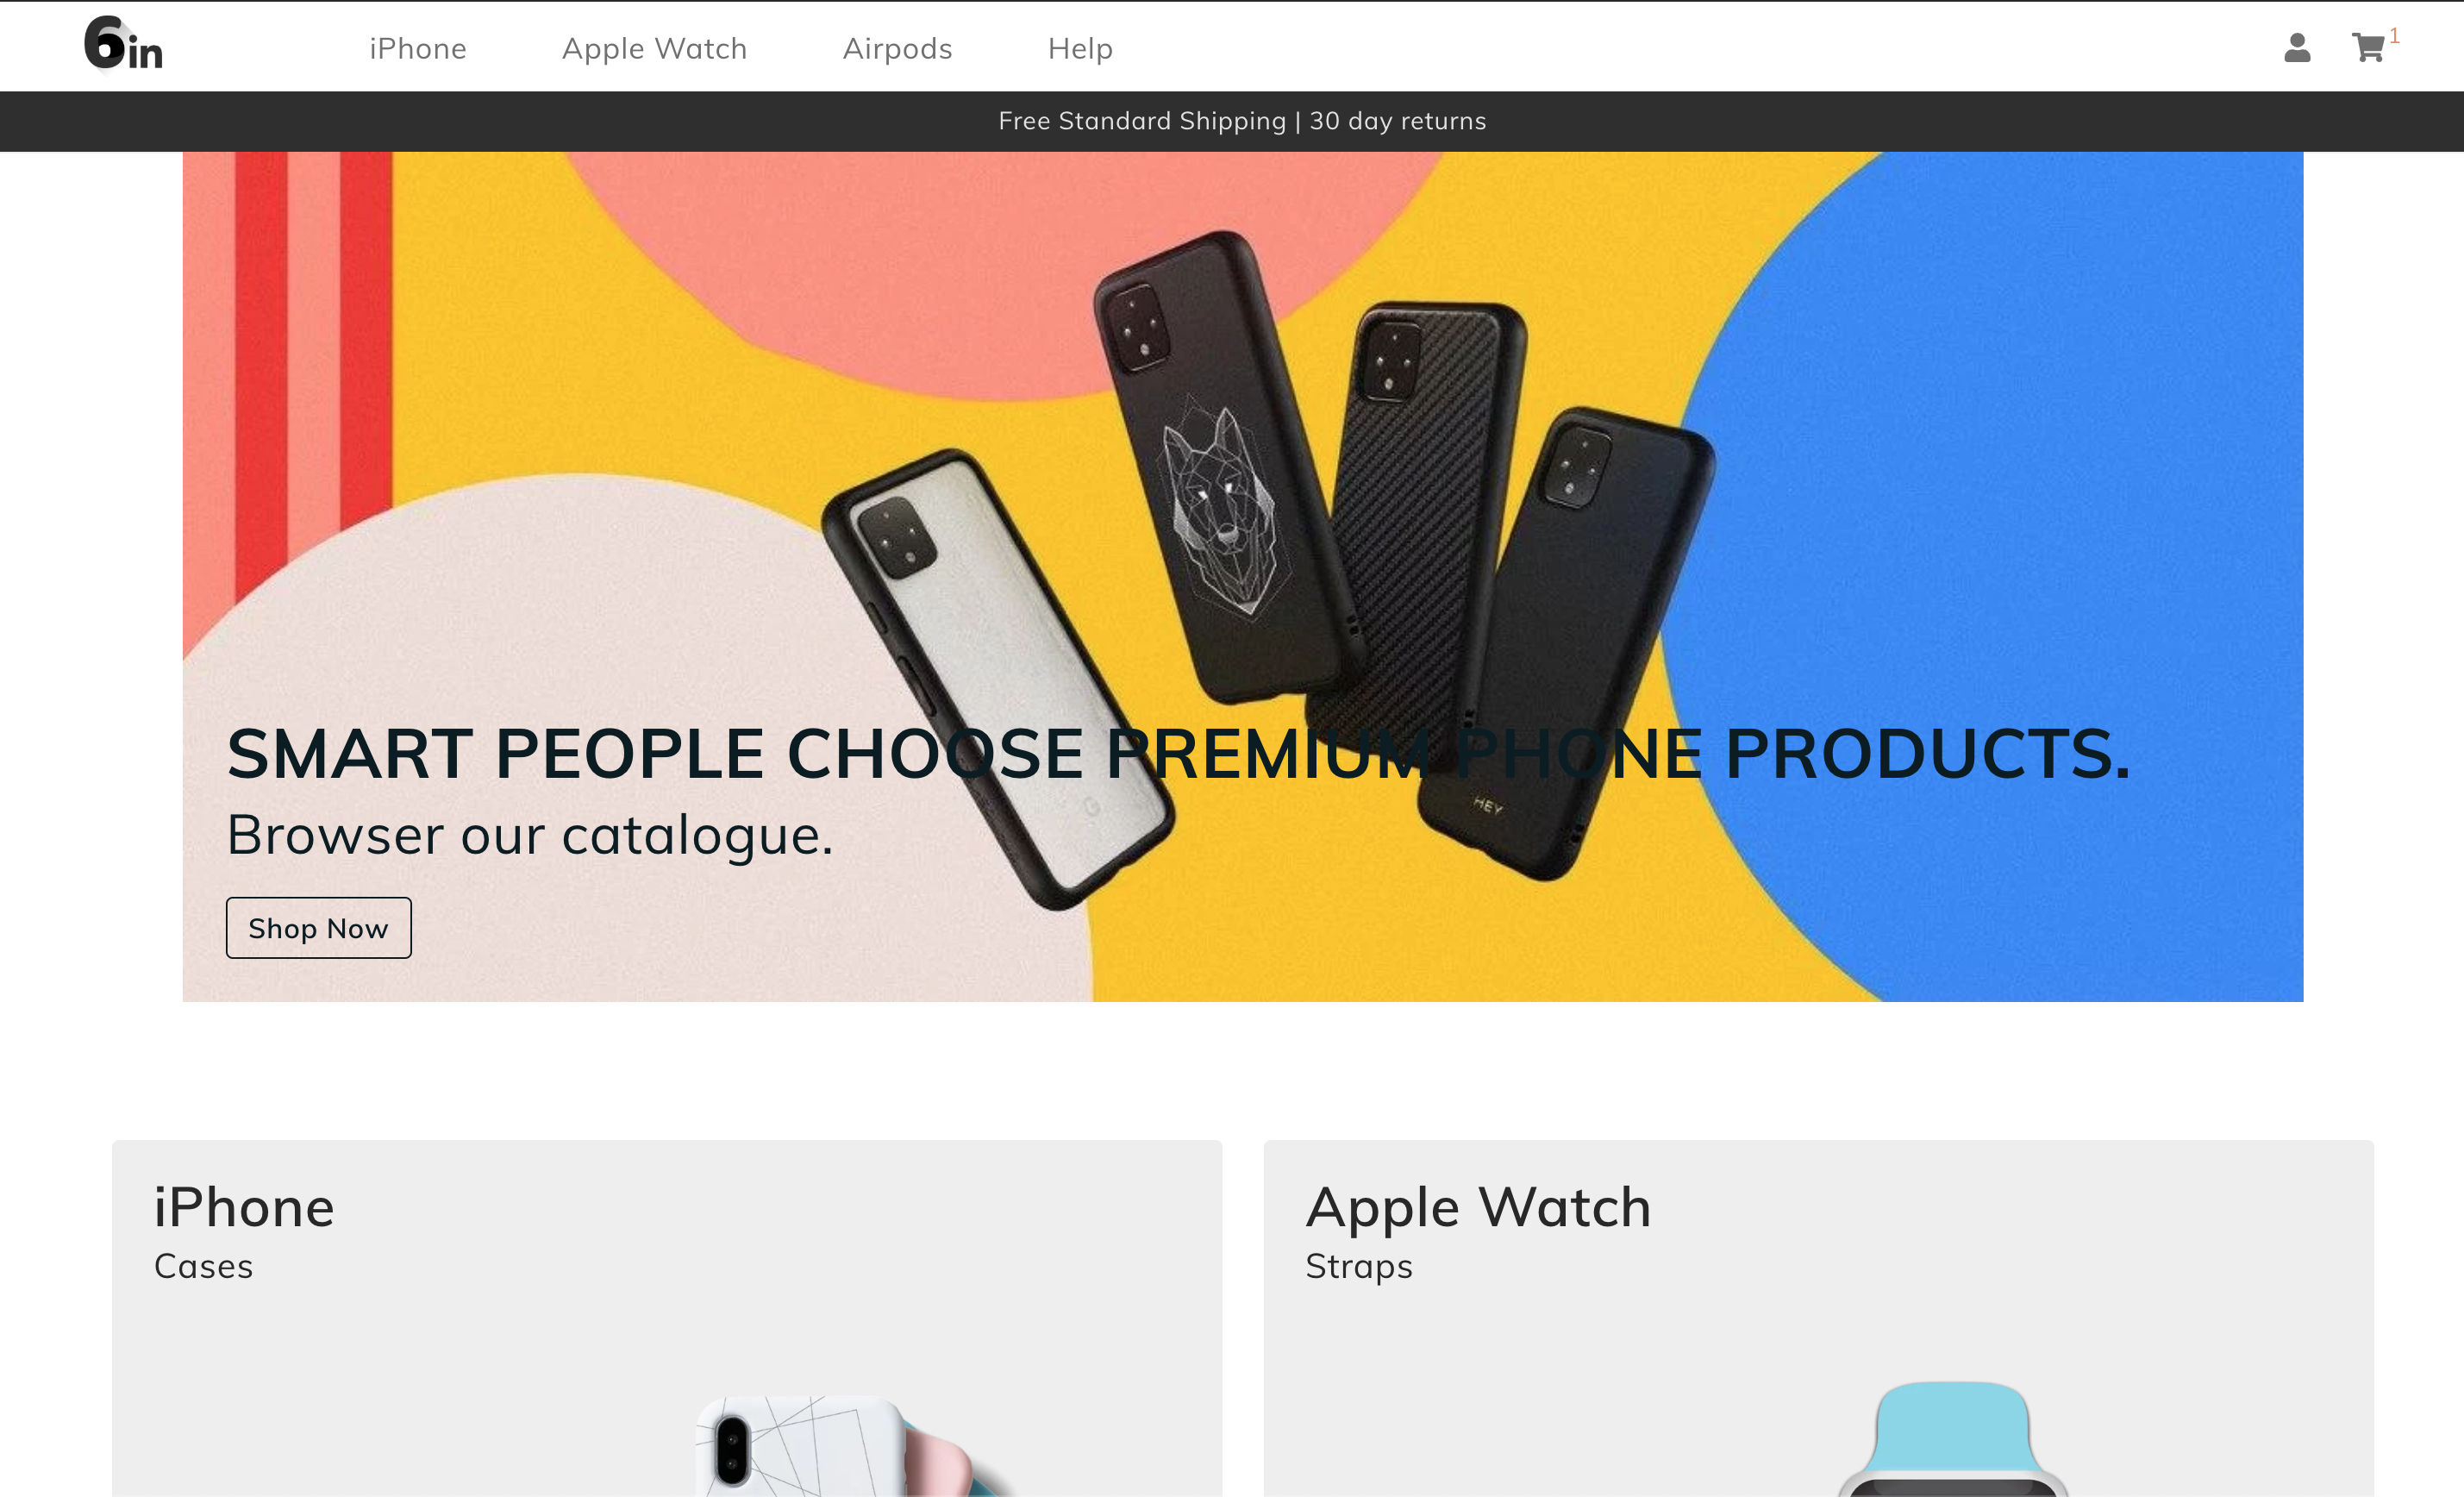 6in
iPhone
Apple Watch
Airpods
Help
1
Free Standard Shipping | 30 day returns
HEY
G
SMART PEOPLE CHOOSE PREMIUM PHONE PRODUCTS.
Browser our catalogue.
Shop Now
iPhone
Cases
Apple Watch
Straps